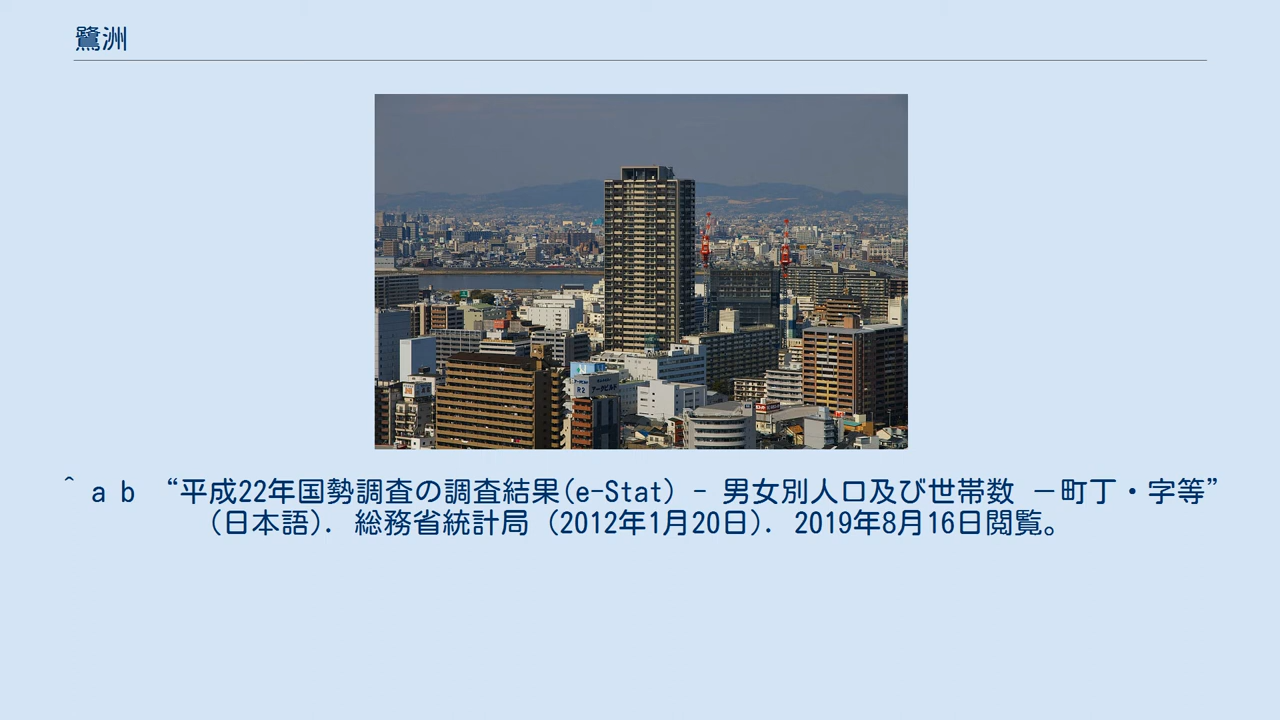 鷺洲
^ a b “平成22年国勢調査の調査結果(e-Stat) - 男女別人口及び世帯数 －町丁・字等”
(日本語). 総務省統計局 (2012年1月20日). 2019年8月16日閲覧。
R2